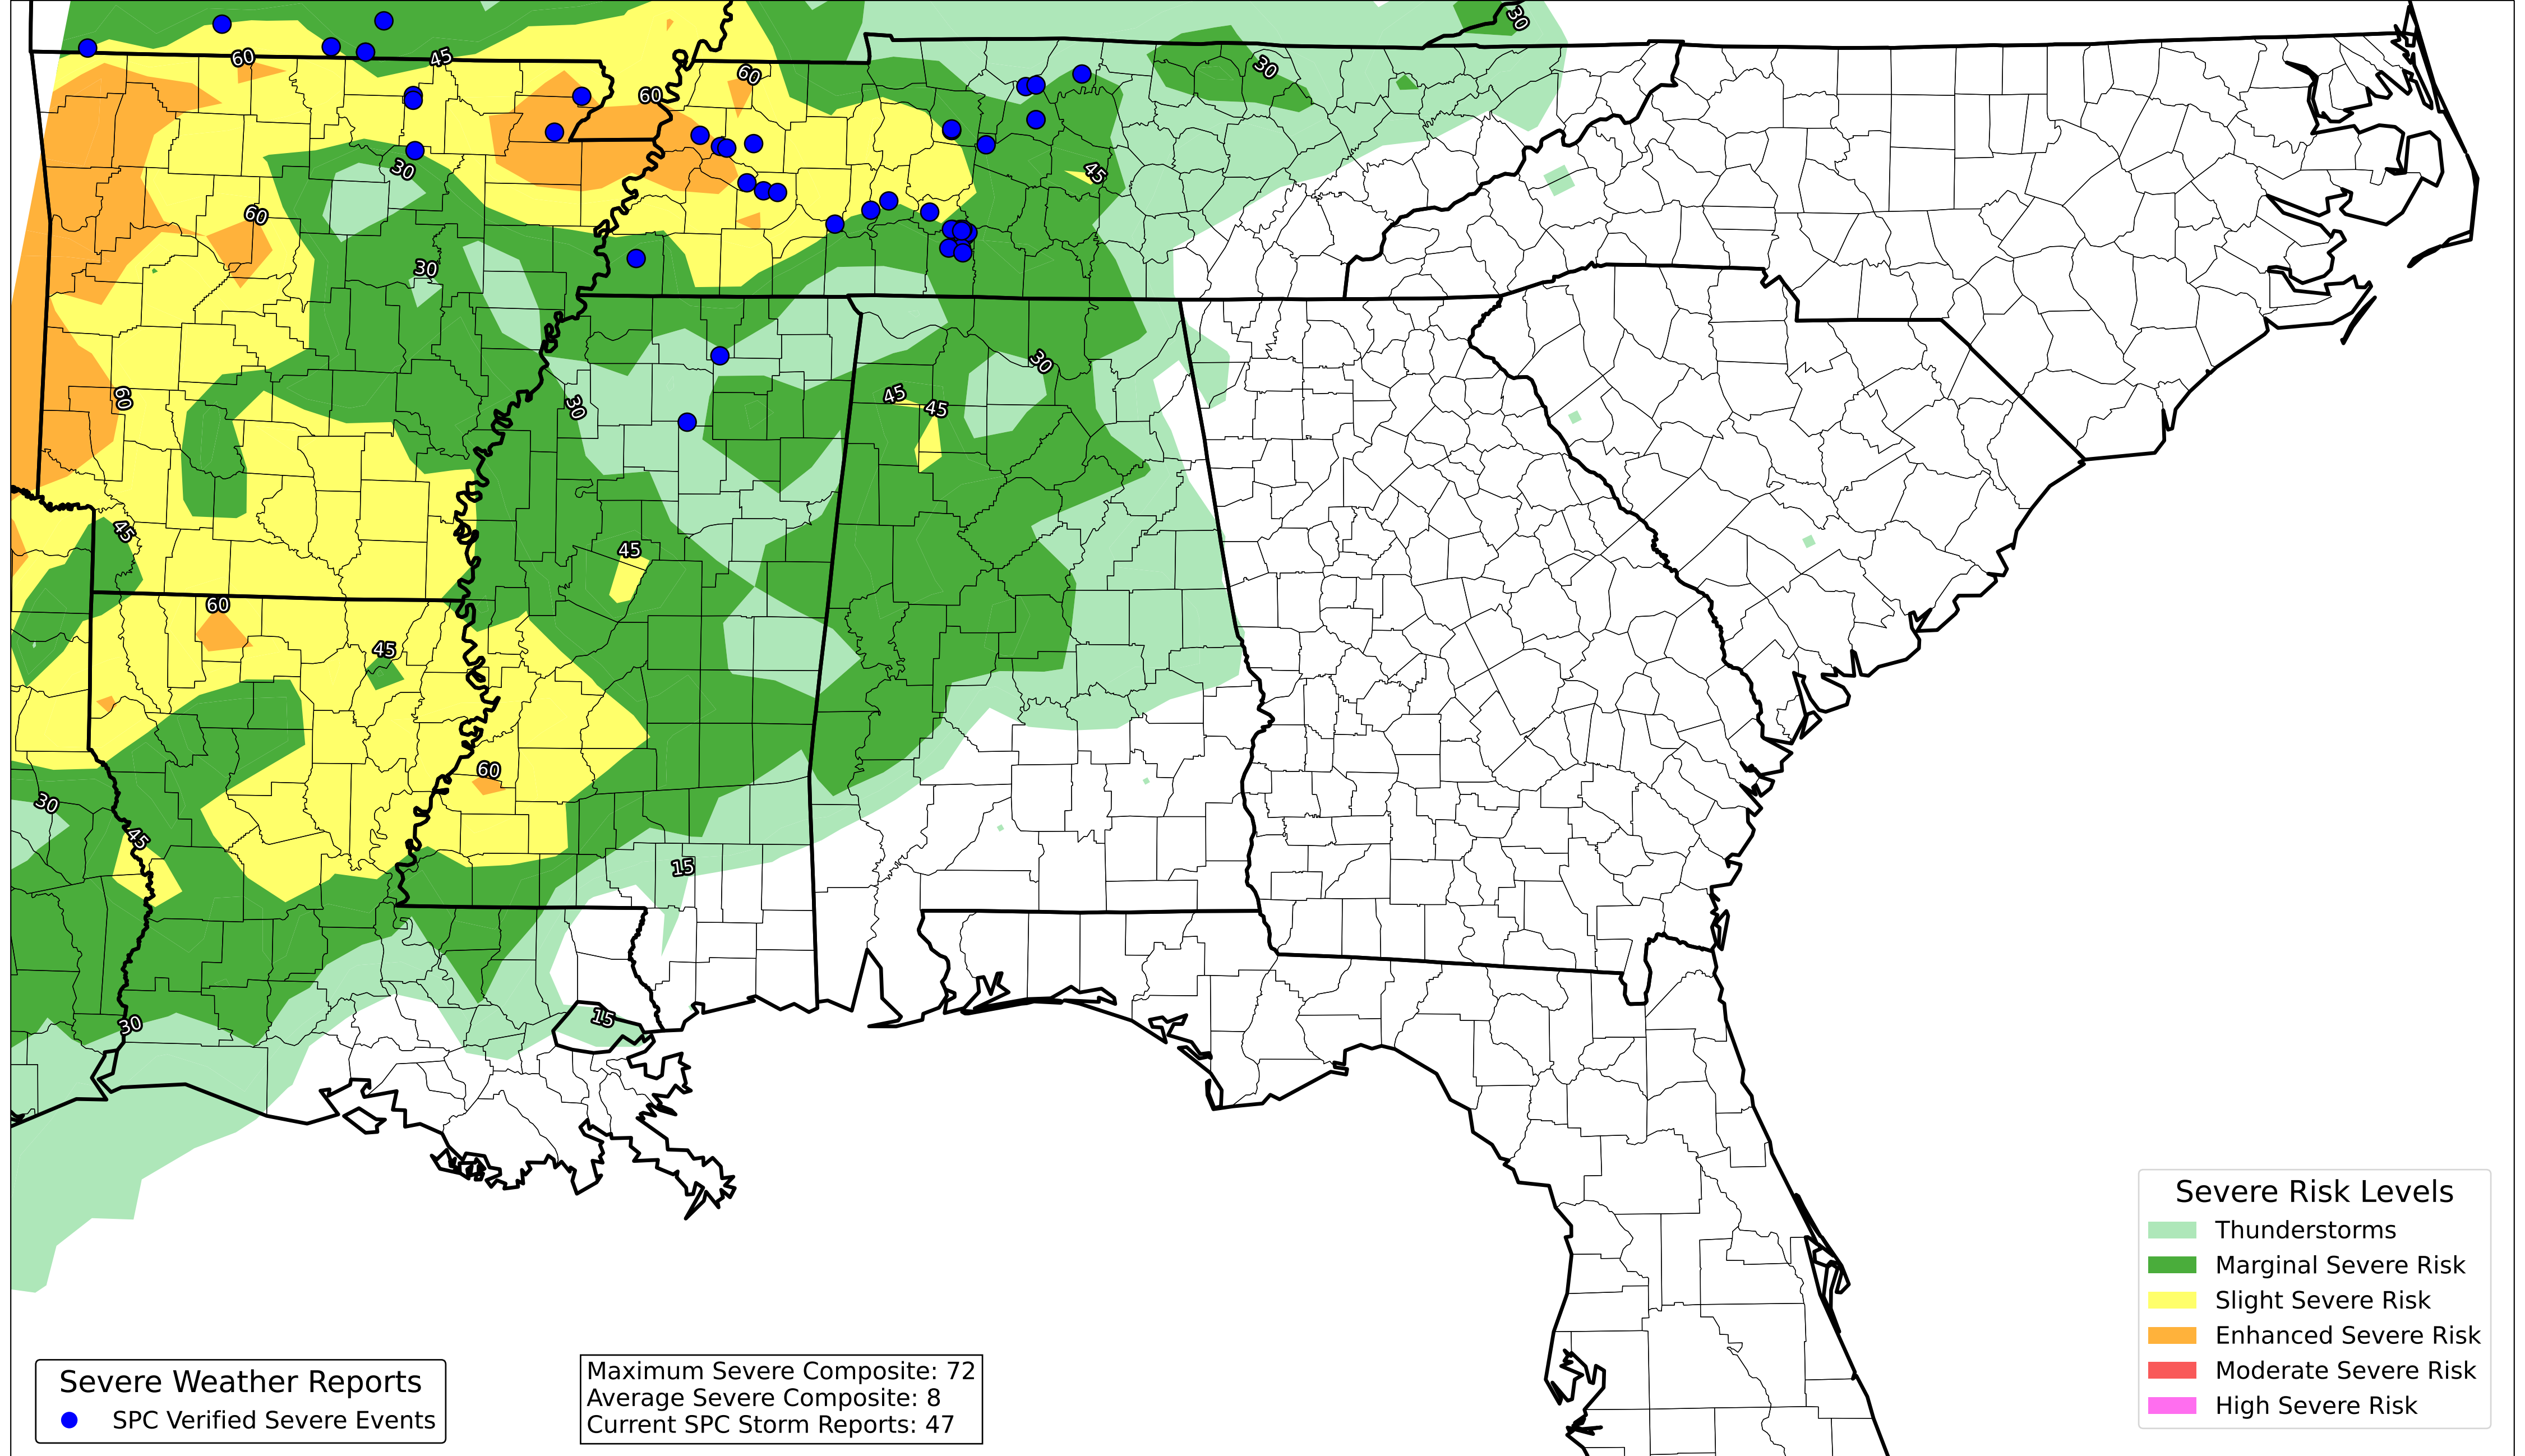 30
60
45
60
60
30
30
45
60
30
30
60
45
45
30
45
45
60
45
60
30
45
15
15
30
Severe Risk Levels
Thunderstorms
Marginal Severe Risk
Slight Severe Risk
Enhanced Severe Risk
Moderate Severe Risk
High Severe Risk
Severe Weather Reports
SPC Verified Severe Events
Maximum Severe Composite: 72
Average Severe Composite: 8
Current SPC Storm Reports: 47